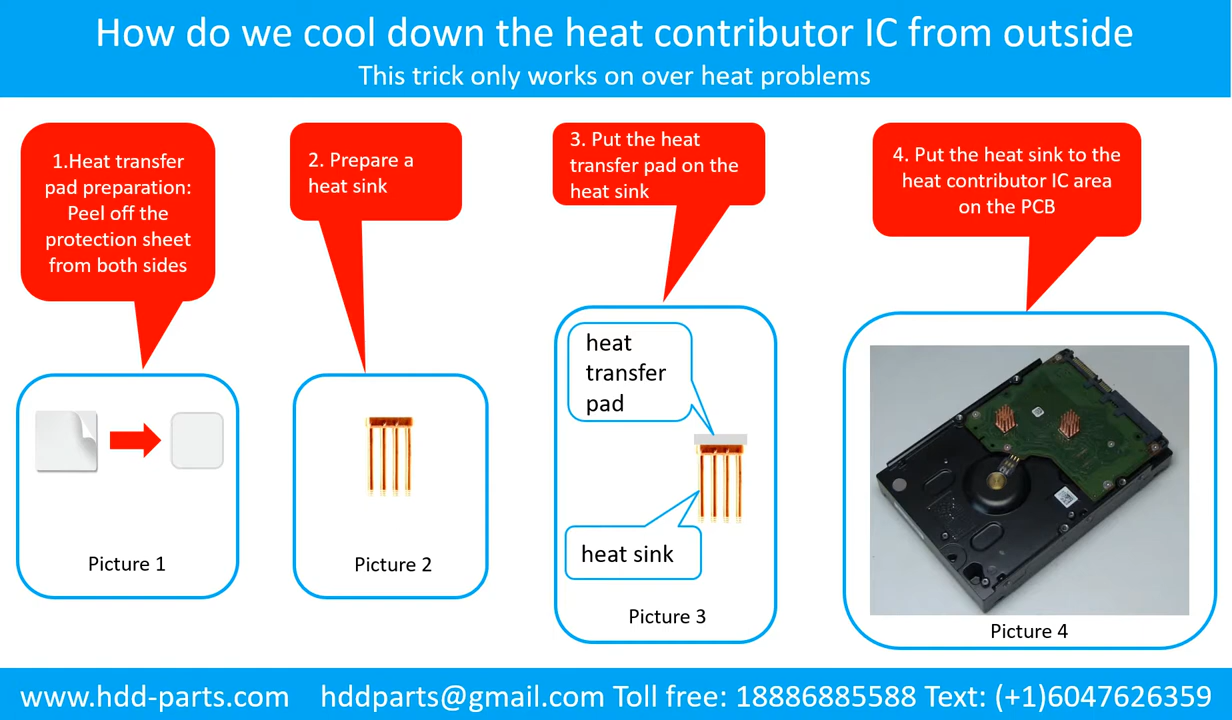 How do we cool down the heat contributor IC from outside
This trick only works on over heat problems
1.Heat transfer
pad preparation:
Peel off the
protection sheet
from both sides
2. Prepare a
heat sink
3. Put the heat
transfer pad on the
heat sink
4. Put the heat sink to the
heat contributor IC area
on the PCB
Picture 1
Picture 2
heat
transfer
pad
heat sink
Picture 3
Picture 4
www.hdd-parts.com hddparts@gmail.com Toll free: 18886885588 Text: (+1)6047626359